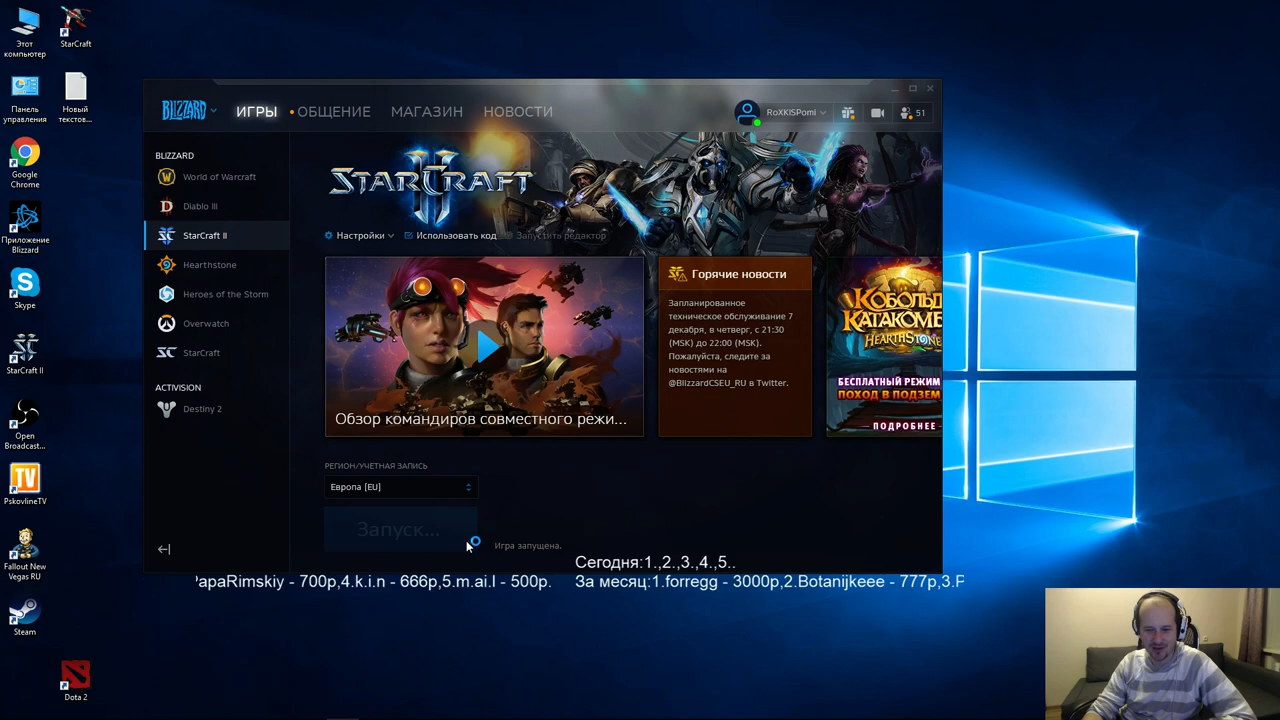 Этот
компьютер
StarCraft
Панель
управления
Новый
текстов...
Google
Chrome
Приложение
Blizzard
Skype
StarCraft II
Open
Broadcast...
PskovlineTV
Fallout New
Vegas RU
Steam
Dota 2
BLIZZARD
ИГРЫ
ОБЩЕНИЕ
МАГАЗИН
НОВОСТИ
RoXKISPomi
51
BLIZZARD
World of Warcraft
Diablo III
StarCraft II
Hearthstone
Heroes of the Storm
Overwatch
StarCraft
ACTIVISION
Destiny 2
STARCRAFT II
Настройки
Использовать код
Запустить редактор
Обзор командиров совместного режи...
Горячие новости
Запланированное
техническое обслуживание 7
декабря, в четверг, с 21:30
(MSK) до 22:00 (MSK).
Пожалуйста, следите за
новостями на
@BlizzardCSEU_RU в Twitter.
КОБОЛЬД
КАТАКОМБ
HEARTHSTONE
БЕСПЛАТНЫЙ РЕЖИМ
ПОХОД В ПОДЗЕМ
ПОДРОБНЕЕ
РЕГИОН/УЧЕТНАЯ ЗАПИСЬ
Европа [EU]
Запуск...
Игра запущена.
Сегодня:1.,2.,3.,4.,5..
apaRimskiy - 700р,4.k.i.n - 666р,5.m.ai.l - 500р.
За месяц:1.forregg - 3000р,2.Botanijkeee - 777р,3.P